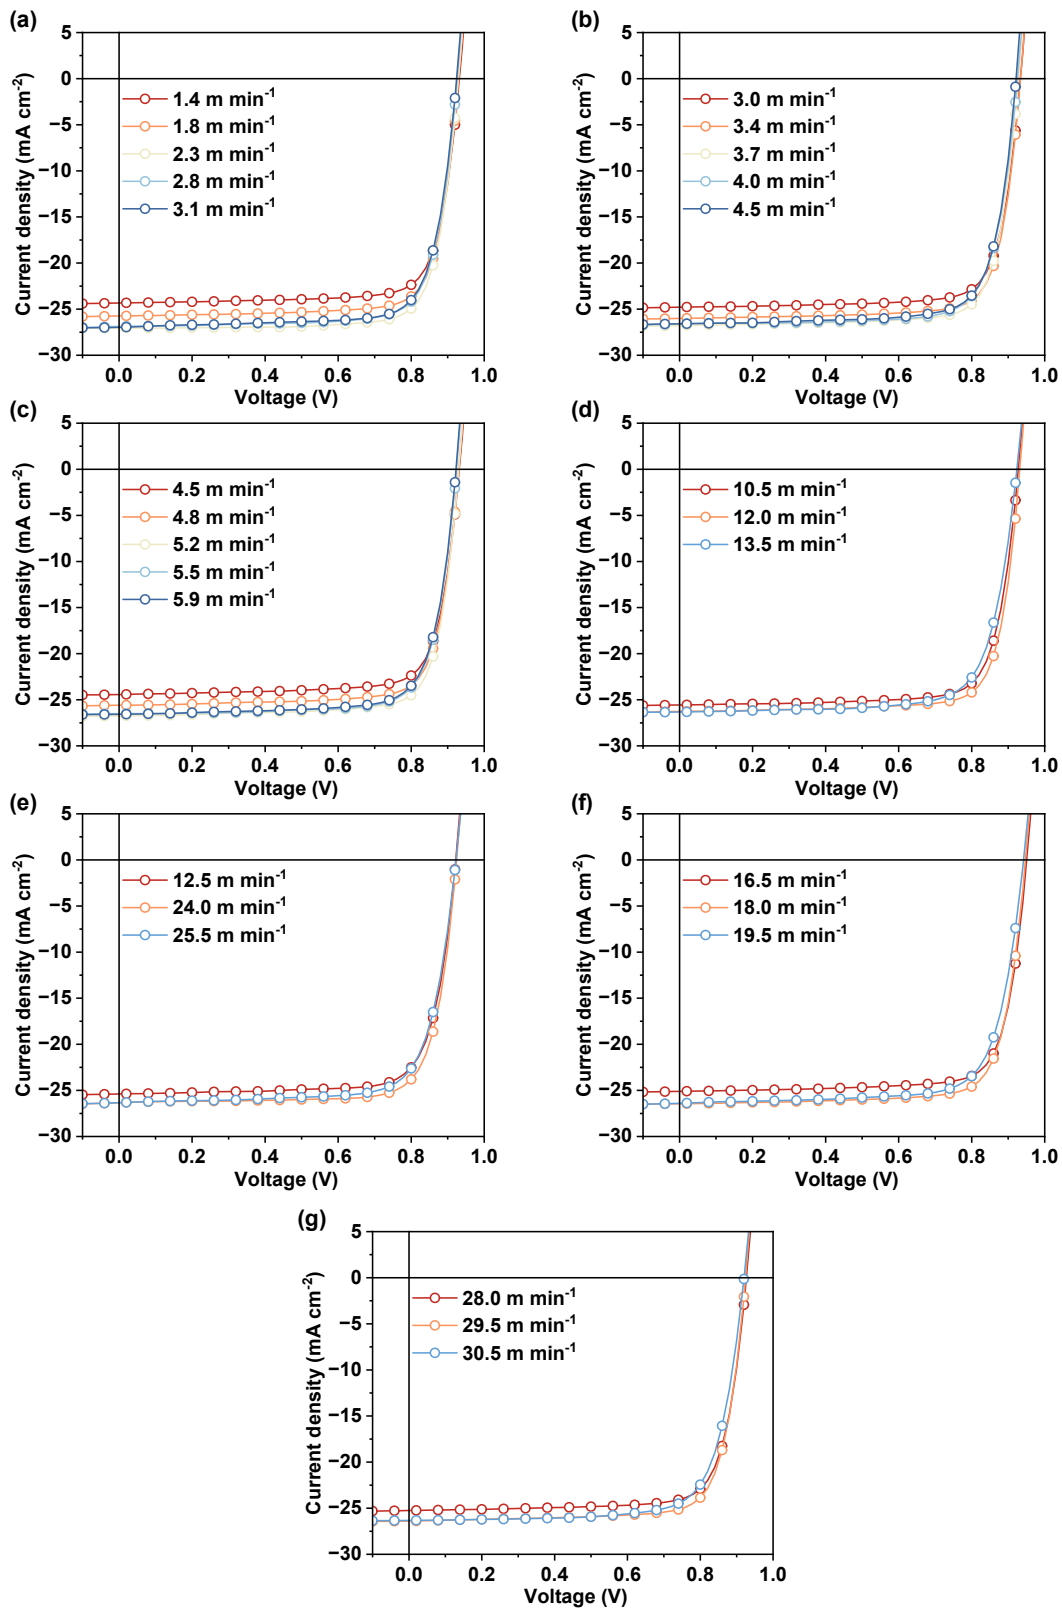 (a)
5
0
−5
−10
−15
−20
−25
−30
Current density (mA cm⁻²)
1.4 m min⁻¹
1.8 m min⁻¹
2.3 m min⁻¹
2.8 m min⁻¹
3.1 m min⁻¹
0.0 0.2 0.4 0.6 0.8 1.0
Voltage (V)
(b)
5
0
−5
−10
−15
−20
−25
−30
Current density (mA cm⁻²)
3.0 m min⁻¹
3.4 m min⁻¹
3.7 m min⁻¹
4.0 m min⁻¹
4.5 m min⁻¹
0.0 0.2 0.4 0.6 0.8 1.0
Voltage (V)
(c)
5
0
−5
−10
−15
−20
−25
−30
Current density (mA cm⁻²)
4.5 m min⁻¹
4.8 m min⁻¹
5.2 m min⁻¹
5.5 m min⁻¹
5.9 m min⁻¹
0.0 0.2 0.4 0.6 0.8 1.0
Voltage (V)
(d)
5
0
−5
−10
−15
−20
−25
−30
Current density (mA cm⁻²)
10.5 m min⁻¹
12.0 m min⁻¹
13.5 m min⁻¹
0.0 0.2 0.4 0.6 0.8 1.0
Voltage (V)
(e)
5
0
−5
−10
−15
−20
−25
−30
Current density (mA cm⁻²)
12.5 m min⁻¹
24.0 m min⁻¹
25.5 m min⁻¹
0.0 0.2 0.4 0.6 0.8 1.0
Voltage (V)
(f)
5
0
−5
−10
−15
−20
−25
−30
Current density (mA cm⁻²)
16.5 m min⁻¹
18.0 m min⁻¹
19.5 m min⁻¹
0.0 0.2 0.4 0.6 0.8 1.0
Voltage (V)
(g)
5
0
−5
−10
−15
−20
−25
−30
Current density (mA cm⁻²)
28.0 m min⁻¹
29.5 m min⁻¹
30.5 m min⁻¹
0.0 0.2 0.4 0.6 0.8 1.0
Voltage (V)